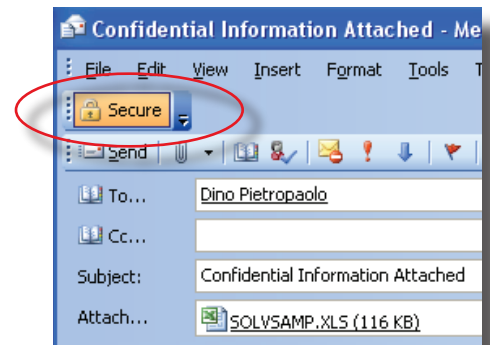 Confidential Information Attached - Me
File Edit View Insert Format Tools T
Secure
Send
To... Dino Pietropaolo
Cc...
Subject: Confidential Information Attached
Attach... SOLVSAMP.XLS (116 KB)